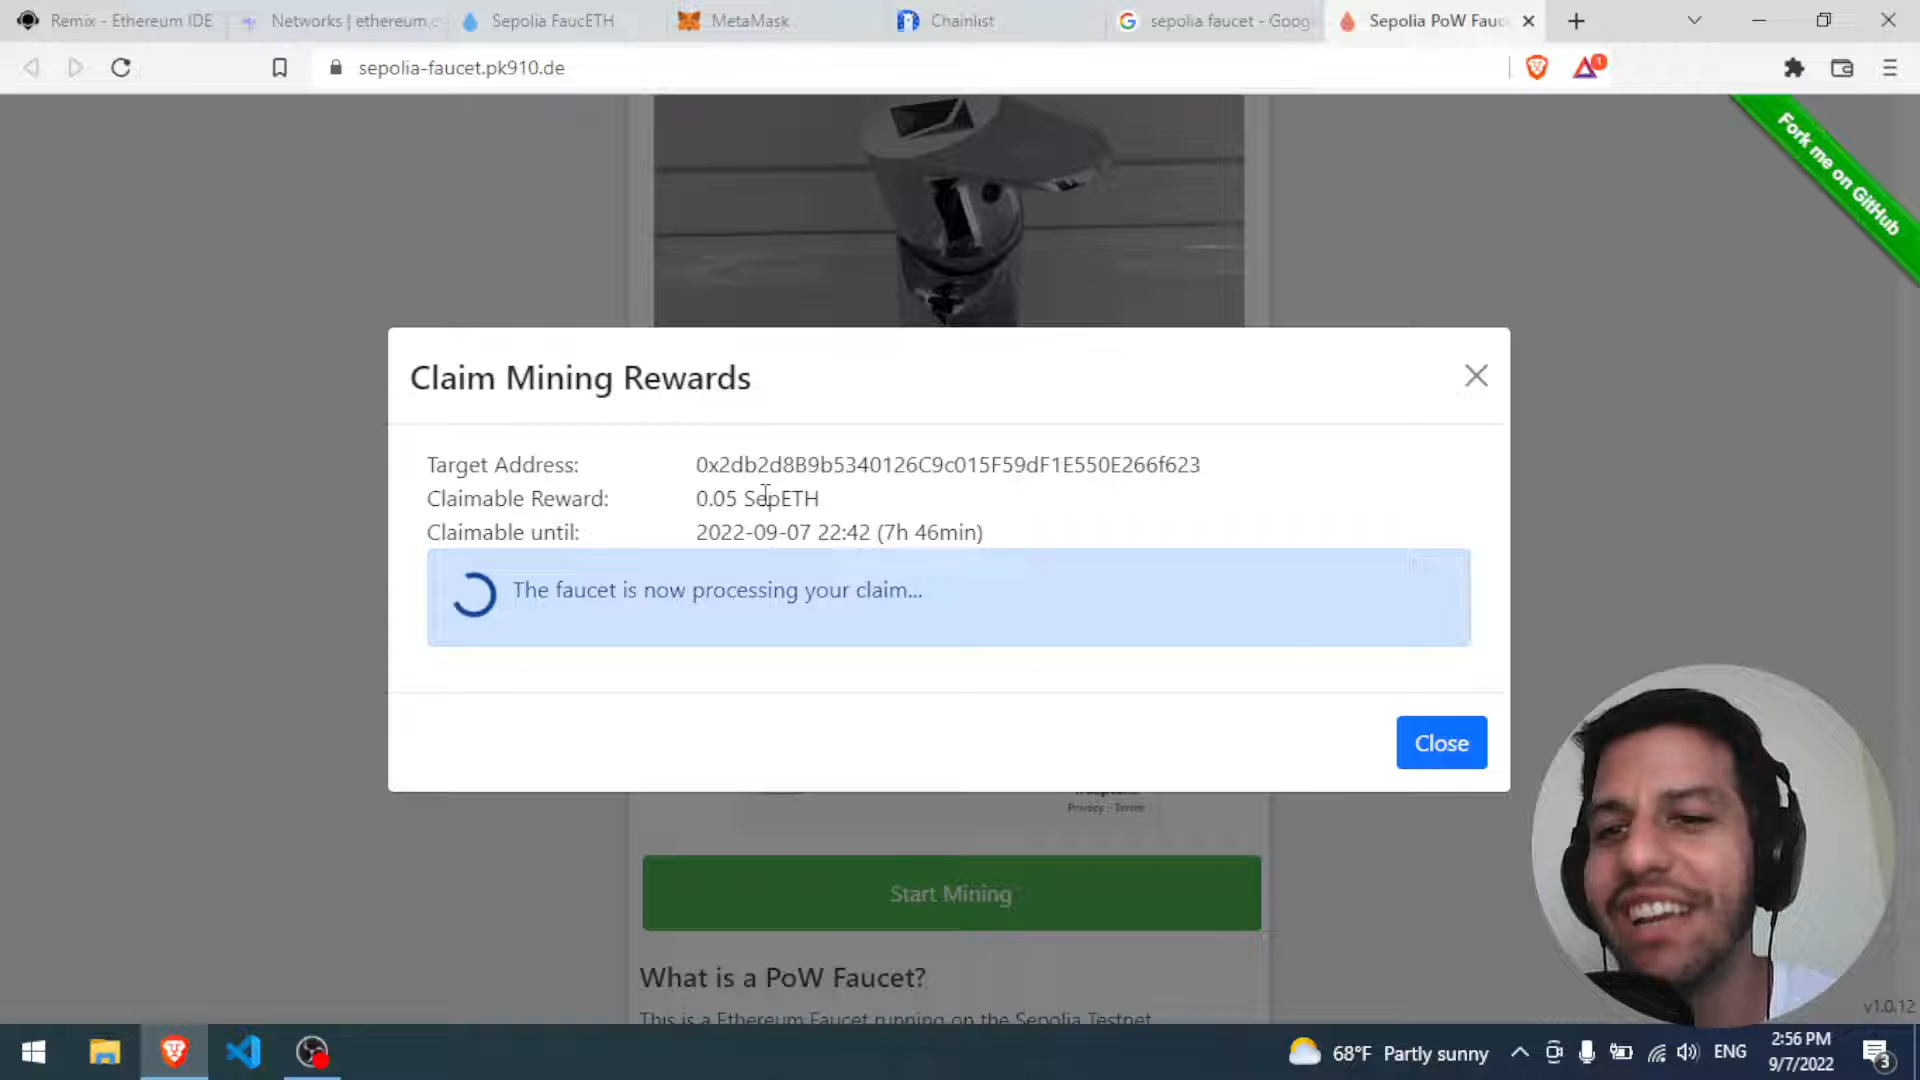 Remix - Ethereum IDE
Networks | ethereum.
Sepolia FaucETH
MetaMask
Chainlist
sepolia faucet - Goog
Sepolia PoW Fauc
sepolia-faucet.pk910.de
1
Fork me on GitHub
Claim Mining Rewards
Target Address: 0x2db2d8B9b5340126C9c015F59dF1E550E266f623
Claimable Reward: 0.05 SepETH
Claimable until: 2022-09-07 22:42 (7h 46min)
The faucet is now processing your claim...
Close
Privacy - Terms
Start Mining
What is a PoW Faucet?
This is a Ethereum Faucet running on the Sepolia Testnet
v1.0.12
68°F Partly sunny
ENG
2:56 PM
9/7/2022
3